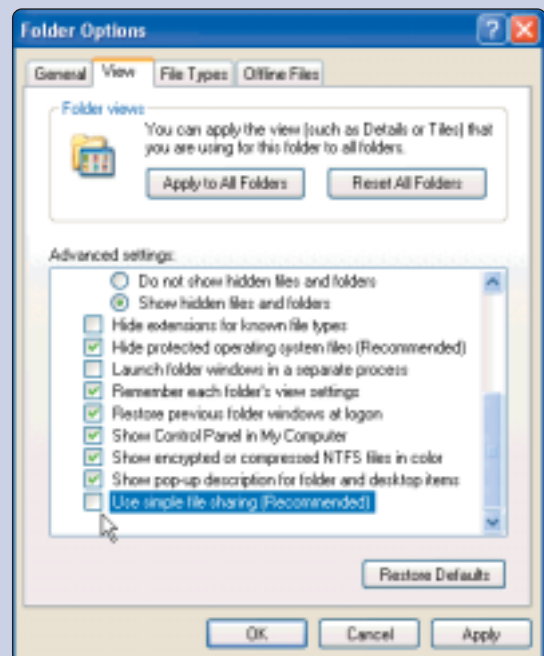 Folder Options
General View File Types Offline Files
Folder views
You can apply the view (such as Details or Tiles) that
you are using for this folder to all folders.
Apply to All Folders Reset All Folders
Advanced settings:
Do not show hidden files and folders
Show hidden files and folders
Hide extensions for known file types
Hide protected operating system files (Recommended)
Launch folder windows in a separate process
Remember each folder's view settings
Restore previous folder windows at logon
Show Control Panel in My Computer
Show encrypted or compressed NTFS files in color
Show pop-up description for folder and desktop items
Use simple file sharing (Recommended)
Restore Defaults
OK Cancel Apply